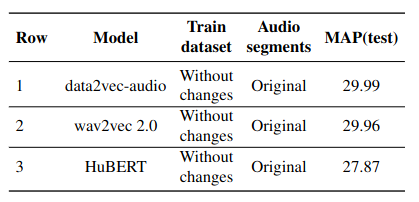 Row Model Train dataset Audio segments MAP(test)
1 data2vec-audio Without changes Original 29.99
2 wav2vec 2.0 Without changes Original 29.96
3 HuBERT Without changes Original 27.87